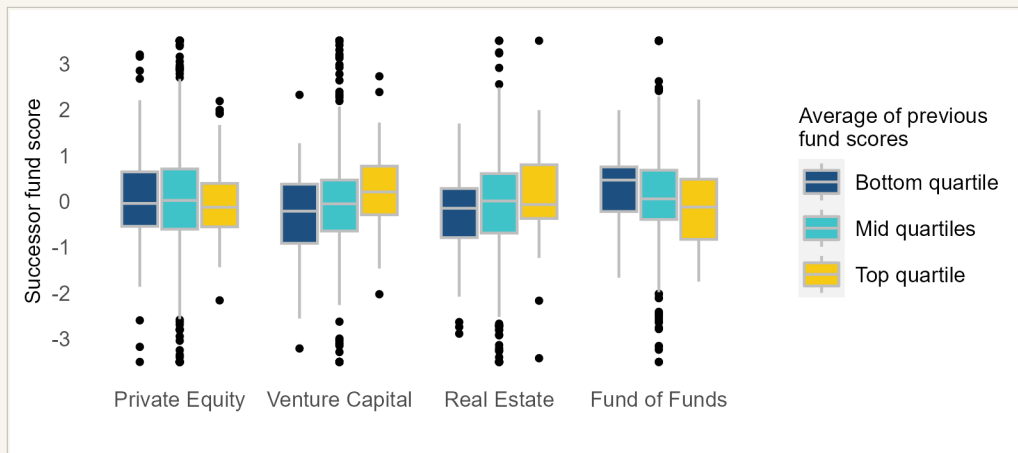 Successor fund score
3
2
1
0
-1
-2
-3
Private Equity
Venture Capital
Real Estate
Fund of Funds
Average of previous
fund scores
Bottom quartile
Mid quartiles
Top quartile